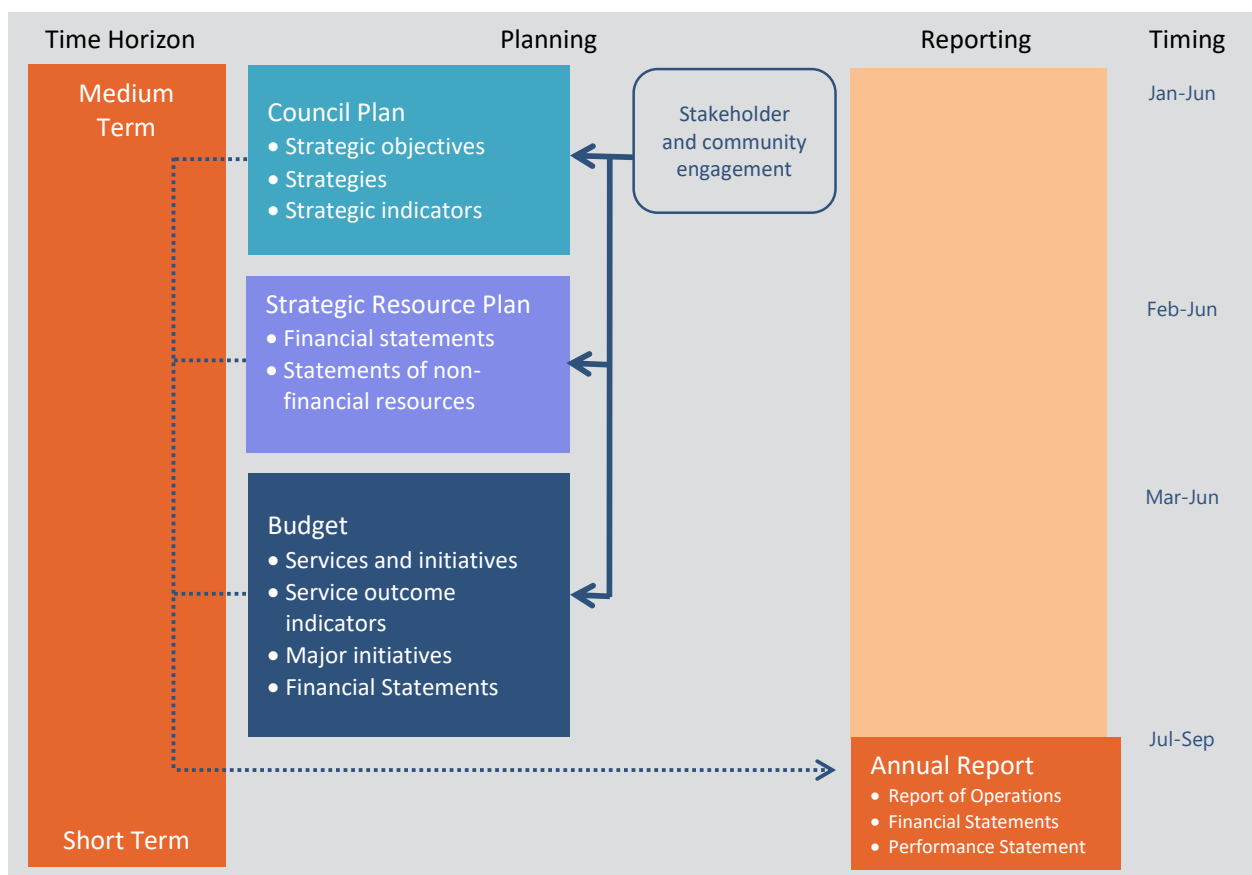 Time Horizon
Planning
Reporting
Timing
Medium
Term
Short Term
Council Plan
• Strategic objectives
• Strategies
• Strategic indicators
Stakeholder
and community
engagement
Jan-Jun
Strategic Resource Plan
• Financial statements
• Statements of non-
financial resources
Feb-Jun
Budget
• Services and initiatives
• Service outcome
indicators
• Major initiatives
• Financial Statements
Mar-Jun
Jul-Sep
Annual Report
• Report of Operations
• Financial Statements
• Performance Statement